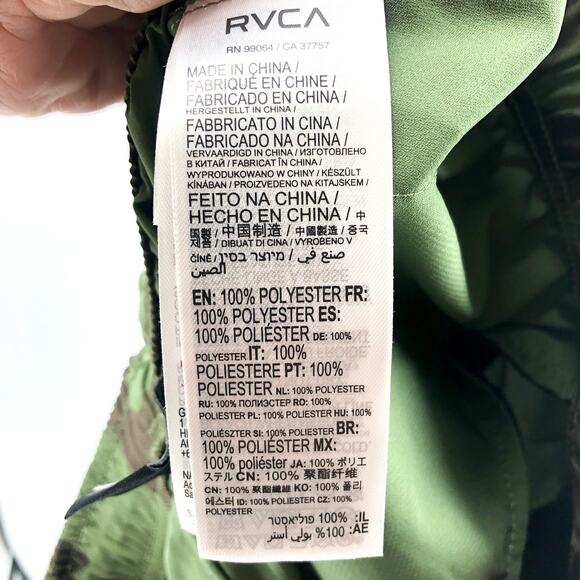 RVCA
RN 99064 / CA 37757
MADE IN CHINA /
FABRIQUÉ EN CHINE /
FABRICADO EN CHINA /
HERGESTELLT IN CHINA /
FABBRICATO IN CINA /
FABRICADO NA CHINA /
VERVAARDIGD IN CHINA / ИЗГОТОВЛЕНО
В КИТАЙ / FABRICAT ÎN CHINA /
WYPRODUKOWANO W CHINY / KÉSZÜLT
KÍNÁBAN / PROIZVEDENO NA KITAJSKEM /
FEITO NA CHINA /
HECHO EN CHINA / 中
国製 / 中国制造 / 中國製造 / 중국
제품 / DIBUAT DI CINA / VYROBENO V
ČÍNĚ / מיוצר בסין / صنع في
الصين
EN: 100% POLYESTER FR:
100% POLYESTER ES:
100% POLIÉSTER DE: 100%
POLYESTER IT: 100%
POLIESTERE PT: 100%
POLIESTER NL: 100% POLYESTER
RU: 100% ПОЛИЭСТЕР RO: 100%
POLIESTER PL: 100% POLIESTER HU: 100%
POLIÉSZTER SI: 100% POLIESTER BR:
100% POLIÉSTER MX:
100% poliéster JA: 100% ポリエ
ステル CN: 100% 聚酯纤维
CN: 100% 聚酯纖維 KO: 100% 폴리
에스터 ID: 100% POLIESTER CZ: 100%
POLYESTER
IL: 100% פוליאסטר
AE: 100% بولي أستر